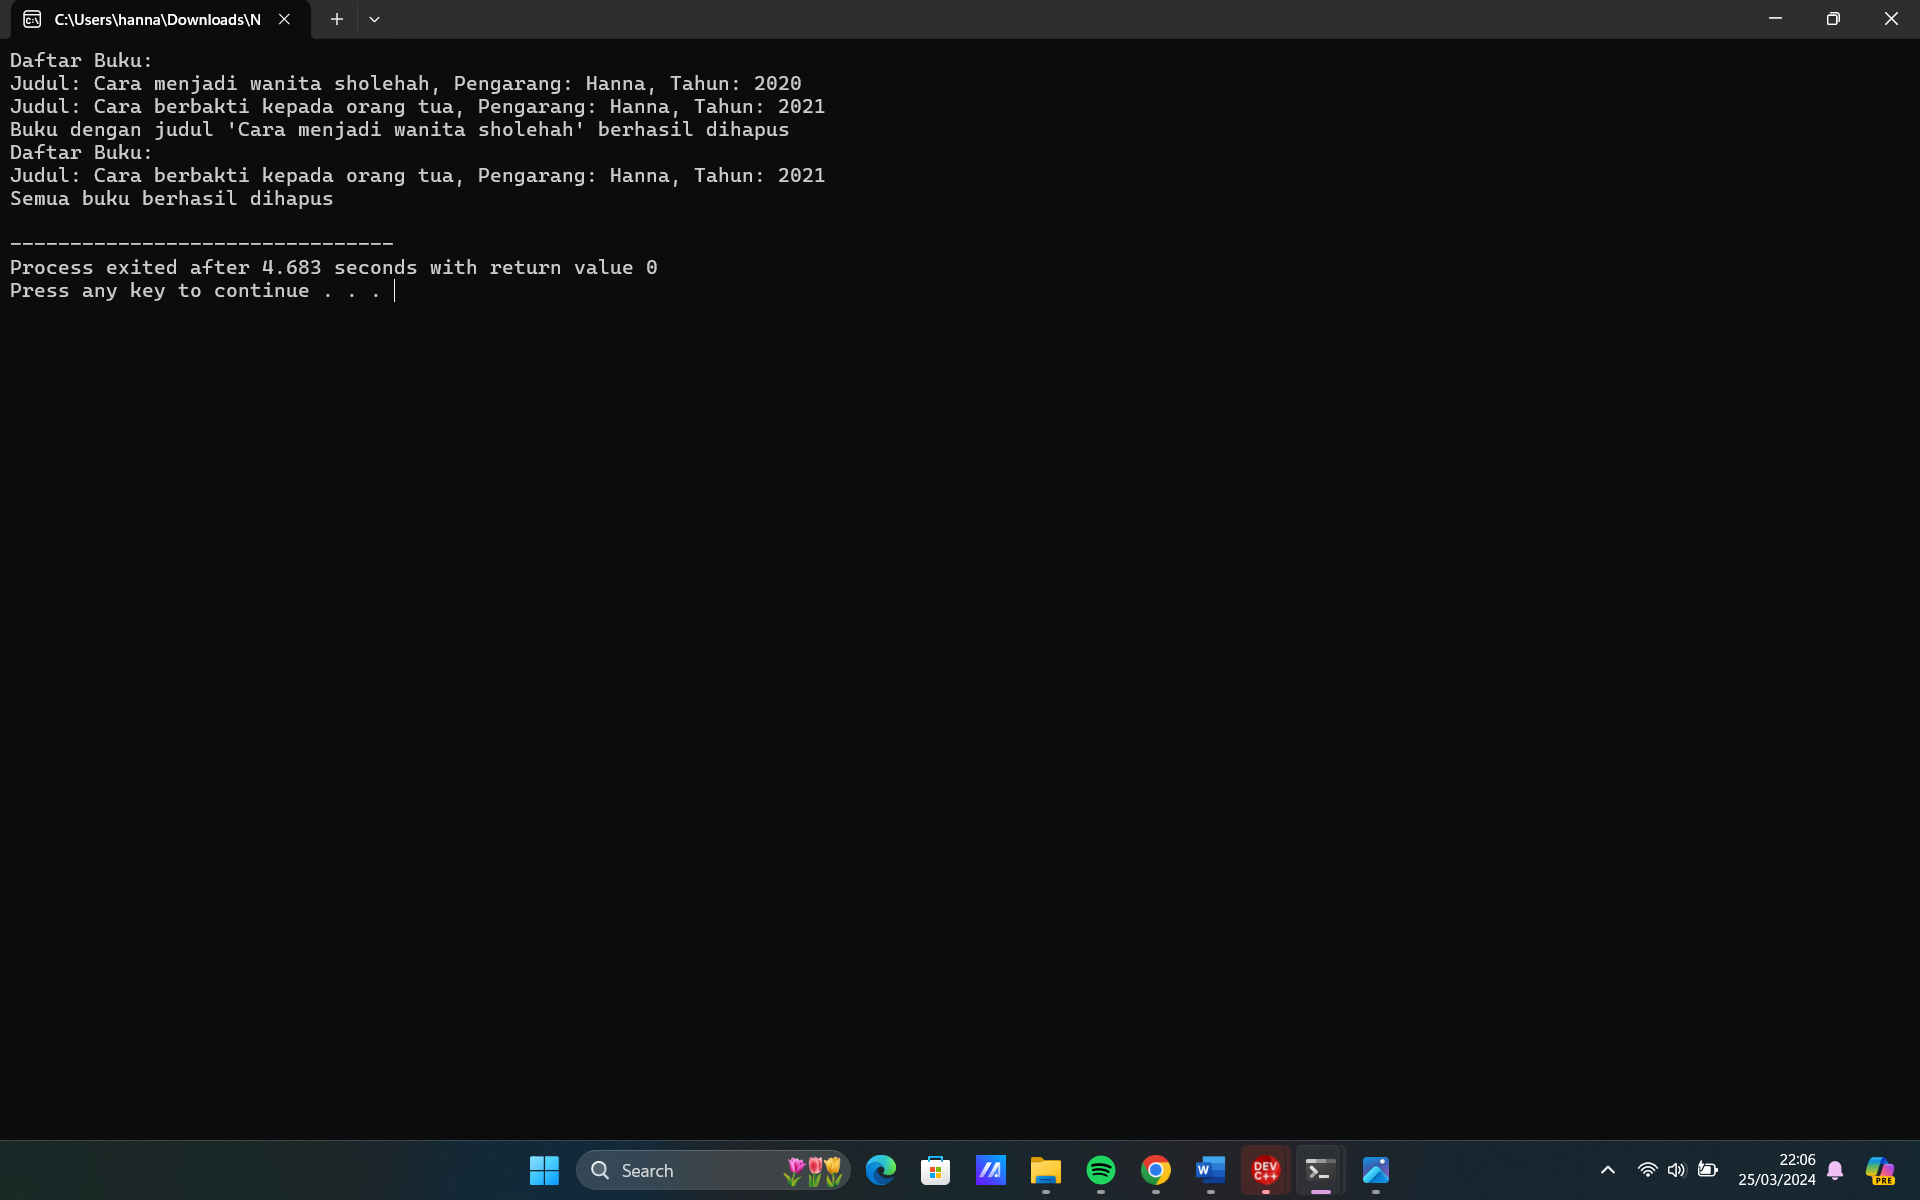 C:\Users\hanna\Downloads\N
Daftar Buku:
Judul: Cara menjadi wanita sholehah, Pengarang: Hanna, Tahun: 2020
Judul: Cara berbakti kepada orang tua, Pengarang: Hanna, Tahun: 2021
Buku dengan judul 'Cara menjadi wanita sholehah' berhasil dihapus
Daftar Buku:
Judul: Cara berbakti kepada orang tua, Pengarang: Hanna, Tahun: 2021
Semua buku berhasil dihapus
--------------------------------
Process exited after 4.683 seconds with return value 0
Press any key to continue . . .
Search
W
DEV
C++
22:06
25/03/2024
PRE